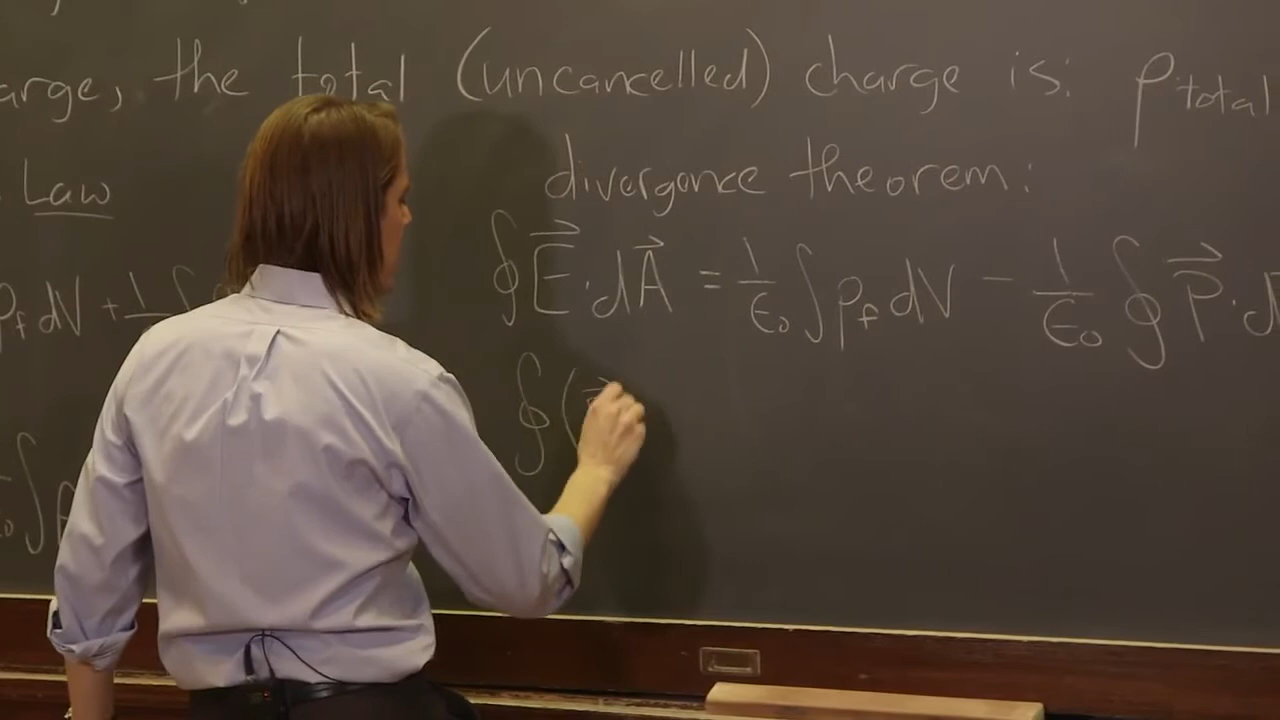 arge, the total (uncancelled) charge is: ρtotal
Law
divergence theorem:
ρf dV + 1
∮ E⃗ · dA⃗ = 1/ε₀ ∫ ρf dV − 1/ε₀ ∮ P⃗ · d
∮ (